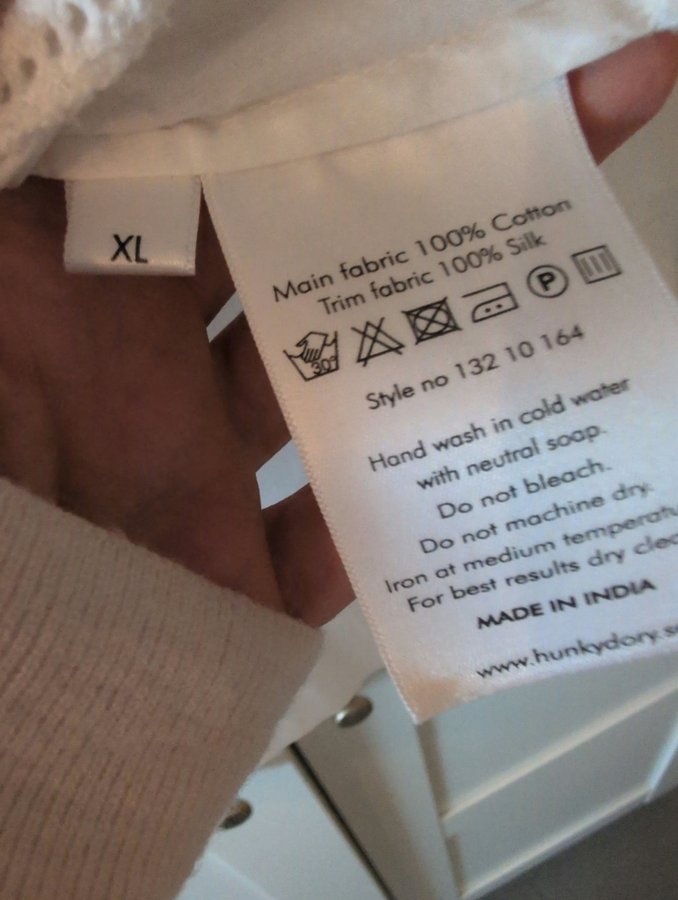 XL
Main fabric 100% Cotton
Trim fabric 100% Silk
30°
P
Style no 132 10 164
Hand wash in cold water
with neutral soap.
Do not bleach.
Do not machine dry.
Iron at medium
For best results dry
MADE IN INDIA